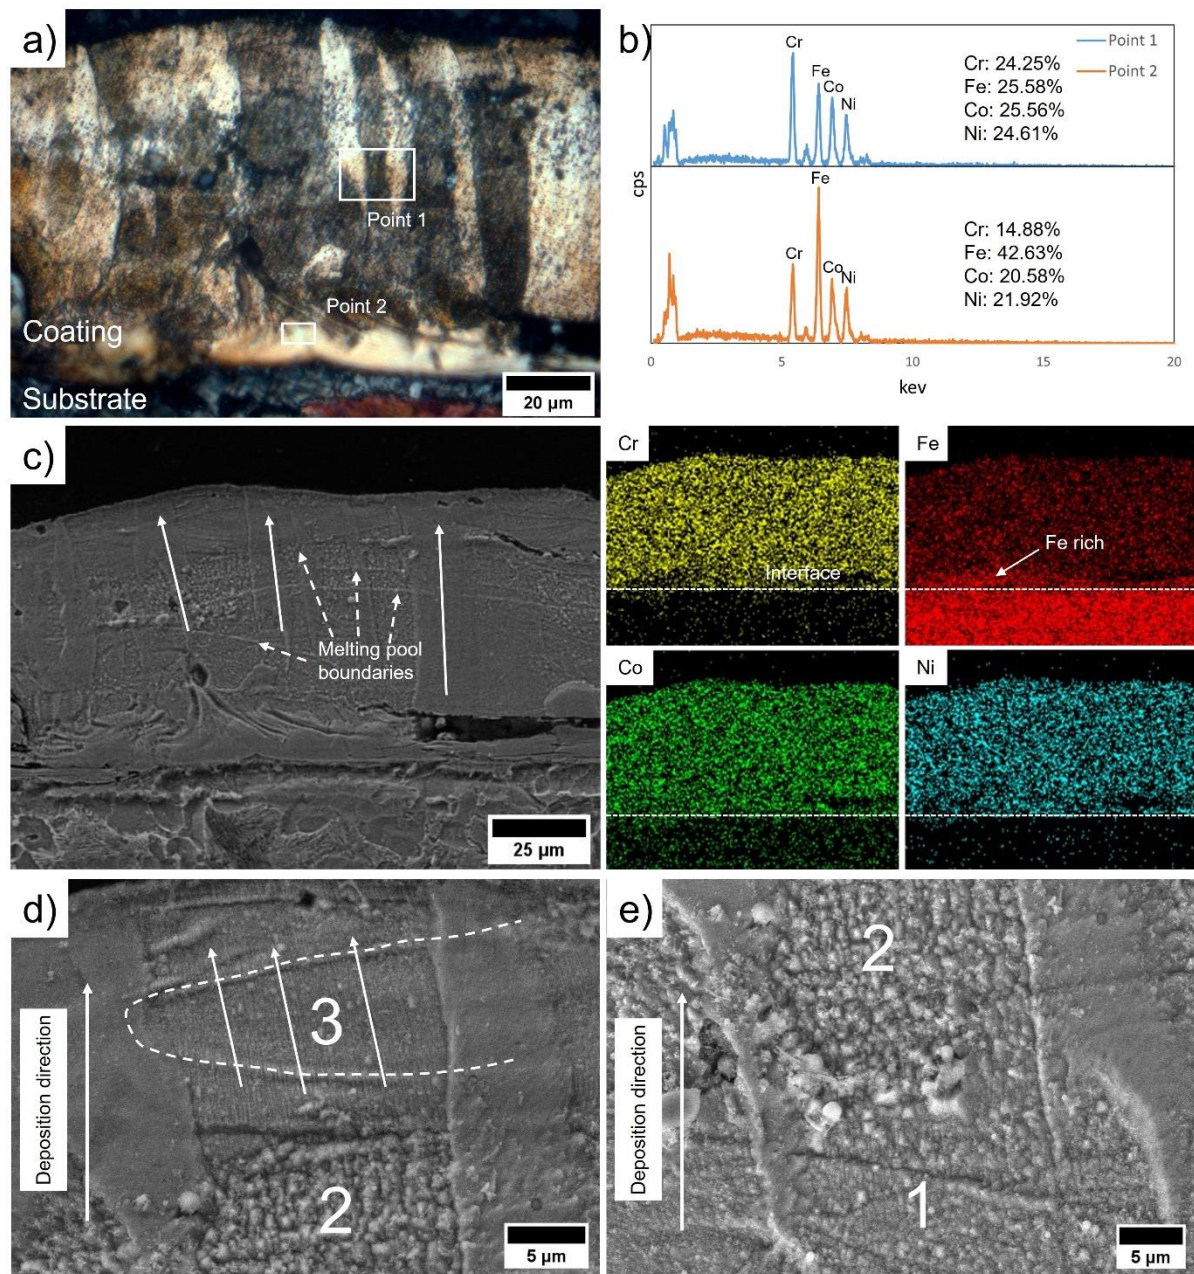 a)
Point 1
Point 2
Coating
Substrate
20 µm
b)
Point 1
Point 2
Cr
Fe
Co
Ni
Cr: 24.25%
Fe: 25.58%
Co: 25.56%
Ni: 24.61%
Fe
Cr
Co
Ni
Cr: 14.88%
Fe: 42.63%
Co: 20.58%
Ni: 21.92%
cps
0 5 10 15 20
kev
c)
Melting pool
boundaries
25 µm
Cr
Interface
Fe
Fe rich
Co
Ni
d)
Deposition direction
3
2
5 µm
e)
Deposition direction
2
1
5 µm